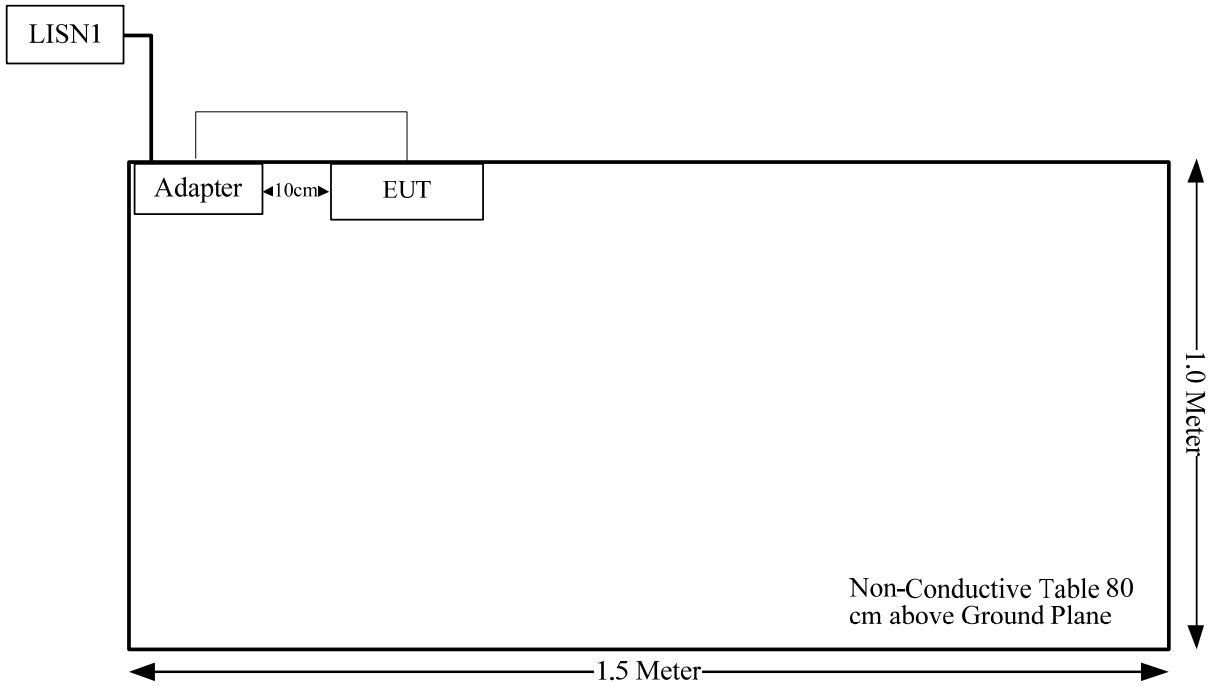 LISN1
Adapter
10cm
EUT
1.0 Meter
Non-Conductive Table 80
cm above Ground Plane
1.5 Meter